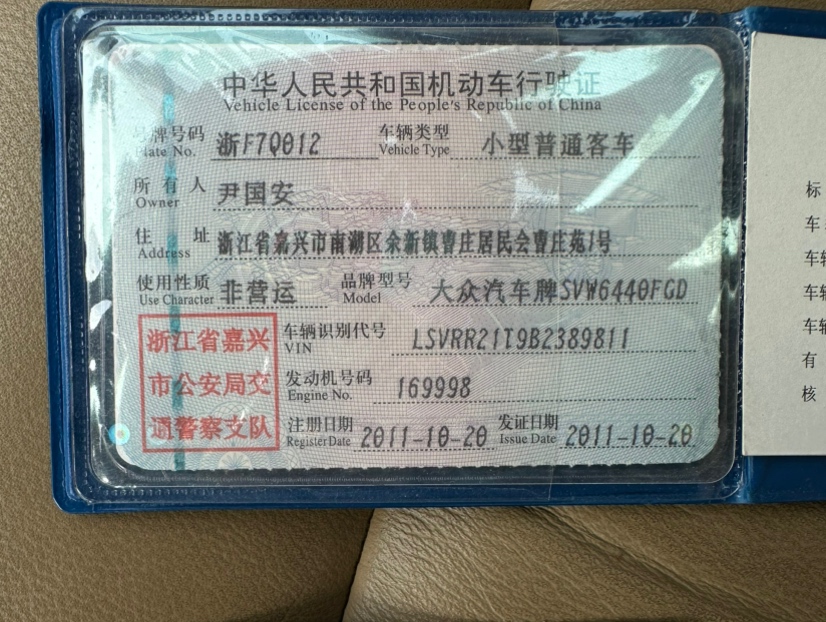 中华人民共和国机动车行驶证
Vehicle License of the People's Republic of China
号牌号码 浙F7Q012 车辆类型 小型普通客车
Plate No. Vehicle Type
所有人 尹国安
Owner
住址 浙江省嘉兴市南湖区余新镇曹庄居民会曹庄苑1号
Address
使用性质 非营运 品牌型号 大众汽车牌SVW6440FGD
Use Character Model
浙江省嘉兴
市公安局交
通警察支队
车辆识别代号 LSVRR21T9B2389811
VIN
发动机号码 169998
Engine No.
注册日期 2011-10-20 发证日期 2011-10-20
Register Date Issue Date
标
车
车辆
车辆
车辆
有
核